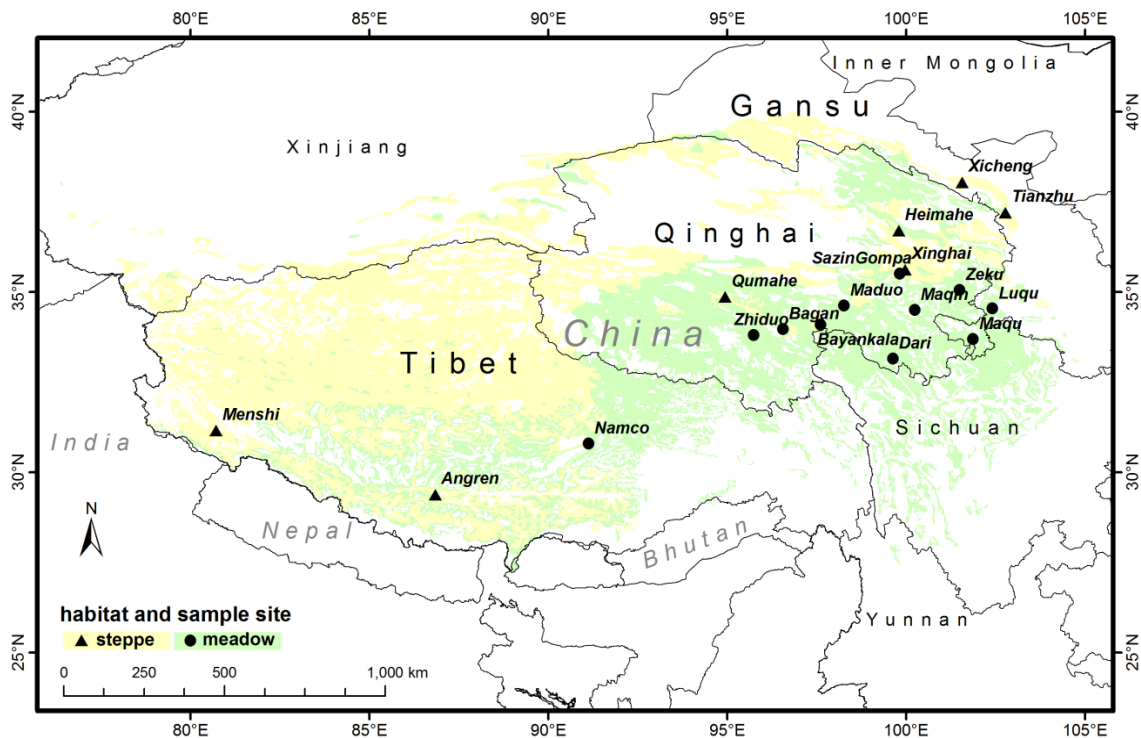 80°E 85°E 90°E 95°E 100°E 105°E
Inner Mongolia
40°N 40°N
Gansu
Xinjiang
Xicheng
Tianzhu
Heimahe
Qinghai
SazinGompa Xinghai
Zeku
35°N 35°N
Qumahe
Maduo
Maqin
Luqu
Zhiduo
Bagan
China
Maqu
Bayankala
Dari
Tibet
Menshi
Namco
Sichuan
India
Angren
30°N 30°N
N
Nepal
Bhutan
habitat and sample site
steppe meadow
Yunnan
25°N 25°N
0 250 500 1,000 km
80°E 85°E 90°E 95°E 100°E 105°E